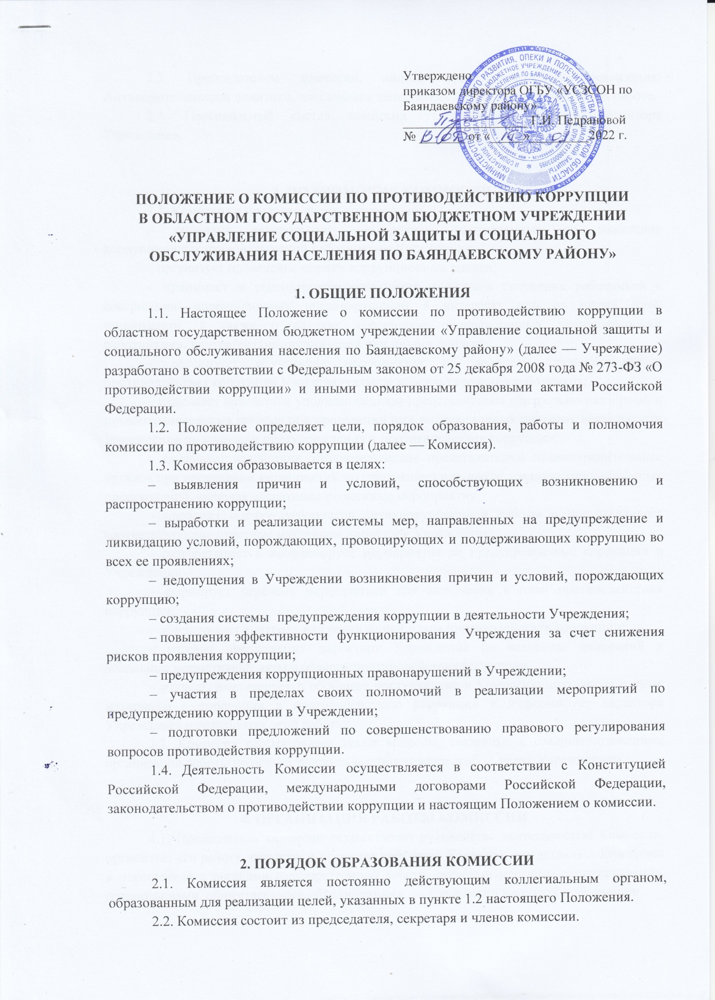 Утверждено
приказом директора ОГБУ «УСЗСОН по
Баяндаевскому району»
Г.И. Педрановой
№ от « » 2022 г.
МИНИСТЕРСТВО СОЦИАЛЬНОГО РАЗВИТИЯ, ОПЕКИ И ПОПЕЧИТЕЛЬСТВА ИРКУТСКОЙ ОБЛАСТИ
ОБЛАСТНОЕ ГОСУДАРСТВЕННОЕ БЮДЖЕТНОЕ УЧРЕЖДЕНИЕ «УПРАВЛЕНИЕ СОЦИАЛЬНОЙ ЗАЩИТЫ
И СОЦИАЛЬНОГО ОБСЛУЖИВАНИЯ НАСЕЛЕНИЯ ПО БАЯНДАЕВСКОМУ РАЙОНУ» * ОГРН 1213800023095
ПОЛОЖЕНИЕ О КОМИССИИ ПО ПРОТИВОДЕЙСТВИЮ КОРРУПЦИИ
В ОБЛАСТНОМ ГОСУДАРСТВЕННОМ БЮДЖЕТНОМ УЧРЕЖДЕНИИ
«УПРАВЛЕНИЕ СОЦИАЛЬНОЙ ЗАЩИТЫ И СОЦИАЛЬНОГО
ОБСЛУЖИВАНИЯ НАСЕЛЕНИЯ ПО БАЯНДАЕВСКОМУ РАЙОНУ»
1. ОБЩИЕ ПОЛОЖЕНИЯ
1.1. Настоящее Положение о комиссии по противодействию коррупции в
областном государственном бюджетном учреждении «Управление социальной защиты и
социального обслуживания населения по Баяндаевскому району» (далее — Учреждение)
разработано в соответствии с Федеральным законом от 25 декабря 2008 года № 273-ФЗ «О
противодействии коррупции» и иными нормативными правовыми актами Российской
Федерации.
1.2. Положение определяет цели, порядок образования, работы и полномочия
комиссии по противодействию коррупции (далее — Комиссия).
1.3. Комиссия образовывается в целях:
– выявления причин и условий, способствующих возникновению и
распространению коррупции;
– выработки и реализации системы мер, направленных на предупреждение и
ликвидацию условий, порождающих, провоцирующих и поддерживающих коррупцию во
всех ее проявлениях;
– недопущения в Учреждении возникновения причин и условий, порождающих
коррупцию;
– создания системы предупреждения коррупции в деятельности Учреждения;
– повышения эффективности функционирования Учреждения за счет снижения
рисков проявления коррупции;
– предупреждения коррупционных правонарушений в Учреждении;
– участия в пределах своих полномочий в реализации мероприятий по
предупреждению коррупции в Учреждении;
– подготовки предложений по совершенствованию правового регулирования
вопросов противодействия коррупции.
1.4. Деятельность Комиссии осуществляется в соответствии с Конституцией
Российской Федерации, международными договорами Российской Федерации,
законодательством о противодействии коррупции и настоящим Положением о комиссии.
2. ПОРЯДОК ОБРАЗОВАНИЯ КОМИССИИ
2.1. Комиссия является постоянно действующим коллегиальным органом,
образованным для реализации целей, указанных в пункте 1.2 настоящего Положения.
2.2. Комиссия состоит из председателя, секретаря и членов комиссии.